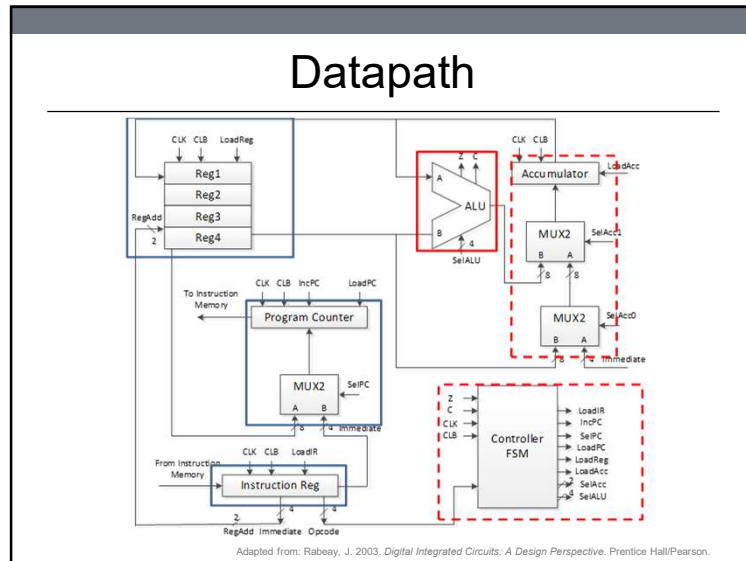 Datapath
CLK CLB LoadReg
Reg1
Reg2
Reg3
Reg4
RegAdd
2
A
B
Z C
ALU
4
SelALU
CLK CLB
LoadAcc
Accumulator
MUX2
SelAcc1
B A
8 8
MUX2
SelAcc0
B A
8 4 Immediate
CLK CLB IncPC LoadPC
To Instruction
Memory
Program Counter
MUX2
SelPC
A B
8 4 Immediate
CLK CLB LoadIR
From Instruction
Memory
Instruction Reg
2 4 4
RegAdd Immediate Opcode
Z
C
CLK
CLB
Controller
FSM
LoadIR
IncPC
SelPC
LoadPC
LoadReg
LoadAcc
2
SelAcc
4
SelALU
Adapted from: Rabeay, J. 2003. Digital Integrated Circuits: A Design Perspective. Prentice Hall/Pearson.